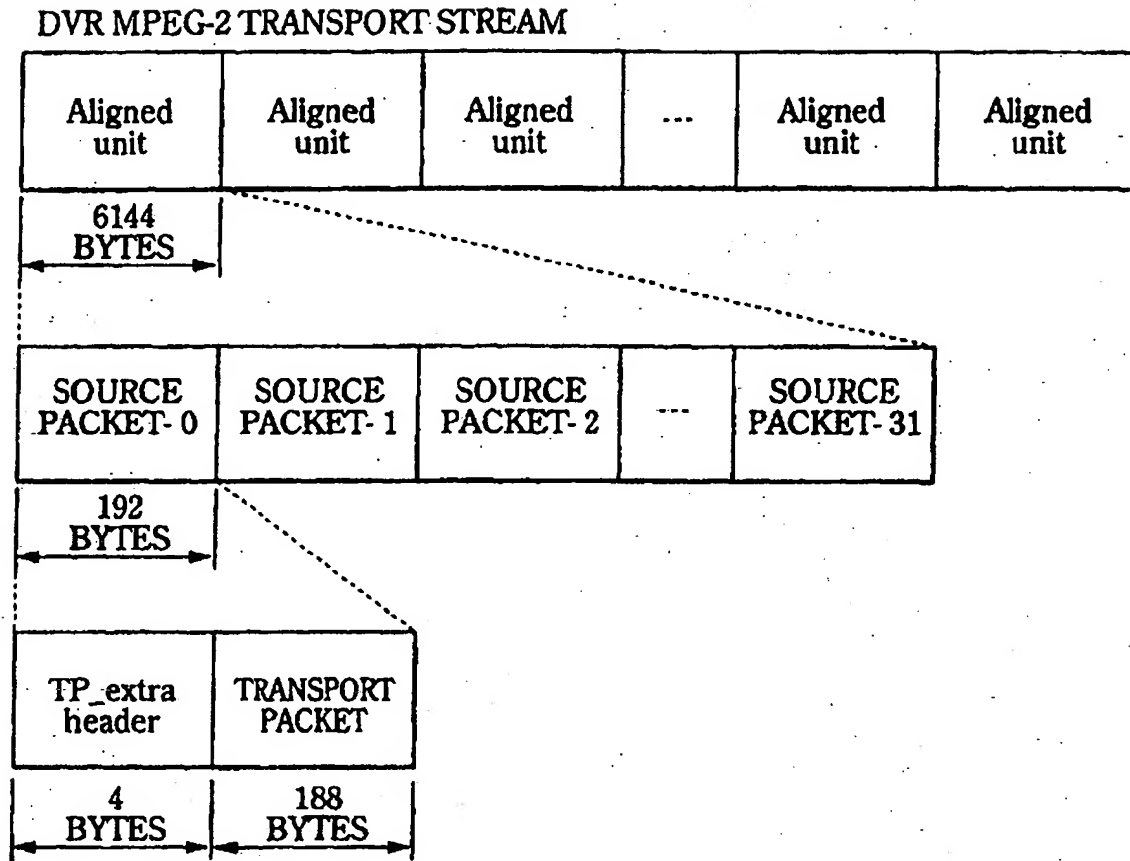 DVR MPEG-2 TRANSPORT STREAM
Aligned unit
Aligned unit
Aligned unit
---
Aligned unit
Aligned unit
6144 BYTES
SOURCE PACKET- 0
SOURCE PACKET- 1
SOURCE PACKET- 2
---
SOURCE PACKET- 31
192 BYTES
TP_extra header
TRANSPORT PACKET
4 BYTES
188 BYTES